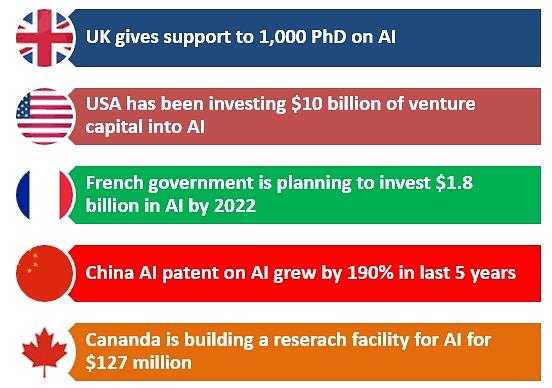 UK gives support to 1,000 PhD on AI
USA has been investing $10 billion of venture
capital into AI
French government is planning to invest $1.8
billion in AI by 2022
China AI patent on AI grew by 190% in last 5 years
Cananda is building a reserach facility for AI for
$127 million